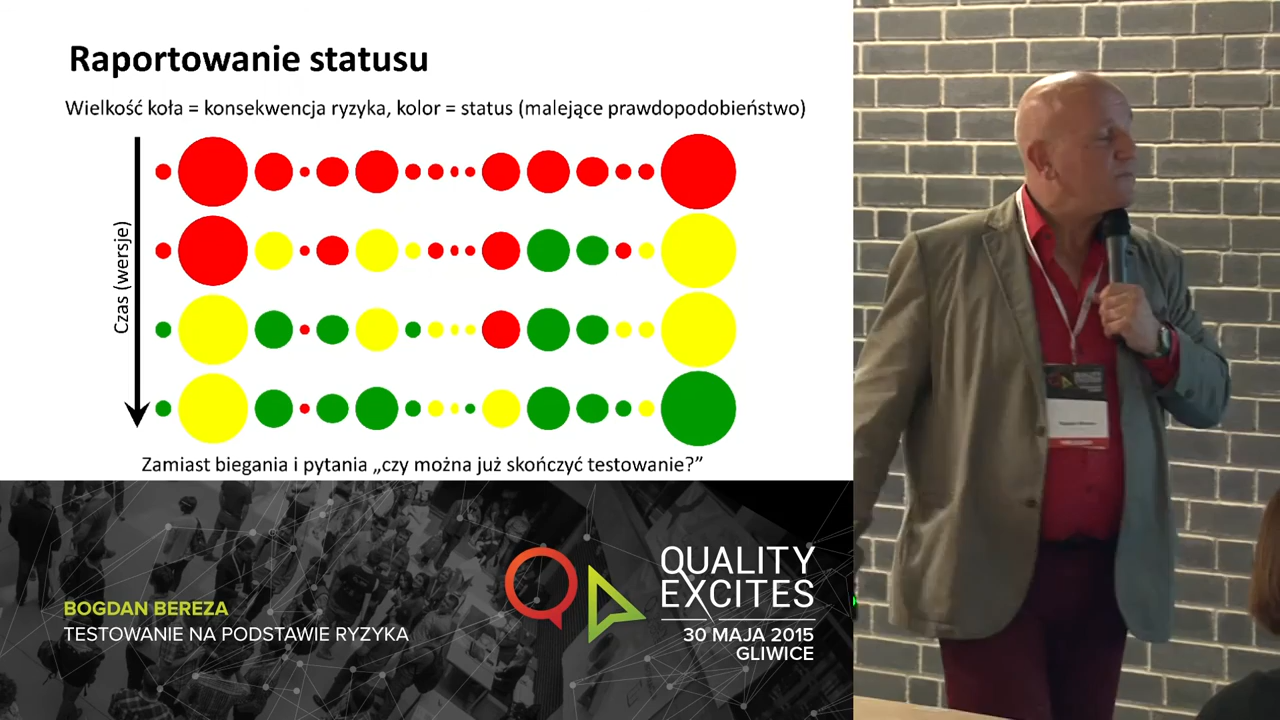 Raportowanie statusu
Wielkość koła = konsekwencja ryzyka, kolor = status (malejące prawdopodobieństwo)
Czas (wersje)
Zamiast biegania i pytania „czy można już skończyć testowanie?”
BOGDAN BEREZA
TESTOWANIE NA PODSTAWIE RYZYKA
QUALITY
EXCITES
30 MAJA 2015
GLIWICE